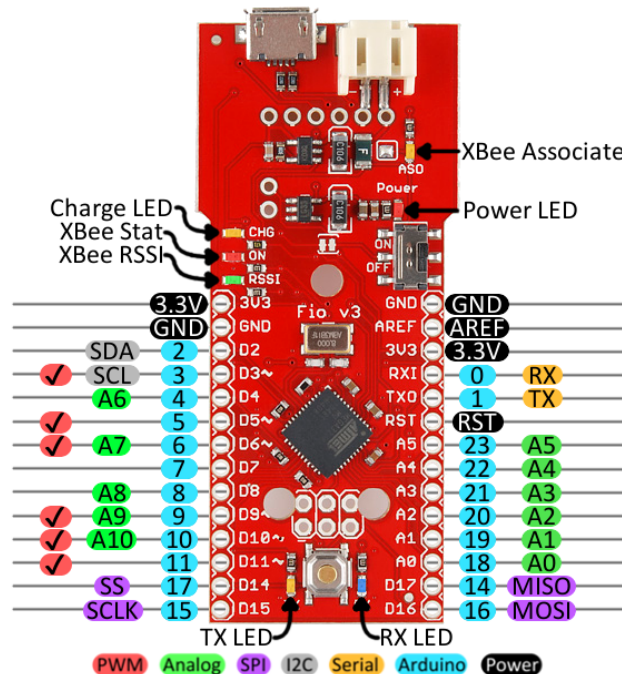 - +
C106
F
ASO
XBee Associate
Power
C106
Power LED
Charge LED
XBee Stat
XBee RSSI
CHG
ON
RSSI
ON
OFF
3.3V 3V3 Fio v3 GND GND
GND GND AREF AREF
SDA 2 D2 3V3 3.3V
✓ SCL 3 D3~ RXI 0 RX
A6 4 D4 TXO 1 TX
✓ 5 D5~ RST RST
✓ A7 6 D6~ ATMEL A5 23 A5
7 D7 A4 22 A4
A8 8 D8 A3 21 A3
✓ A9 9 D9~ A2 20 A2
✓ A10 10 D10~ A1 19 A1
✓ 11 D11~ A0 18 A0
SS 17 D14 D17 14 MISO
SCLK 15 D15 D16 16 MOSI
TX LED RX LED
PWM Analog SPI I2C Serial Arduino Power